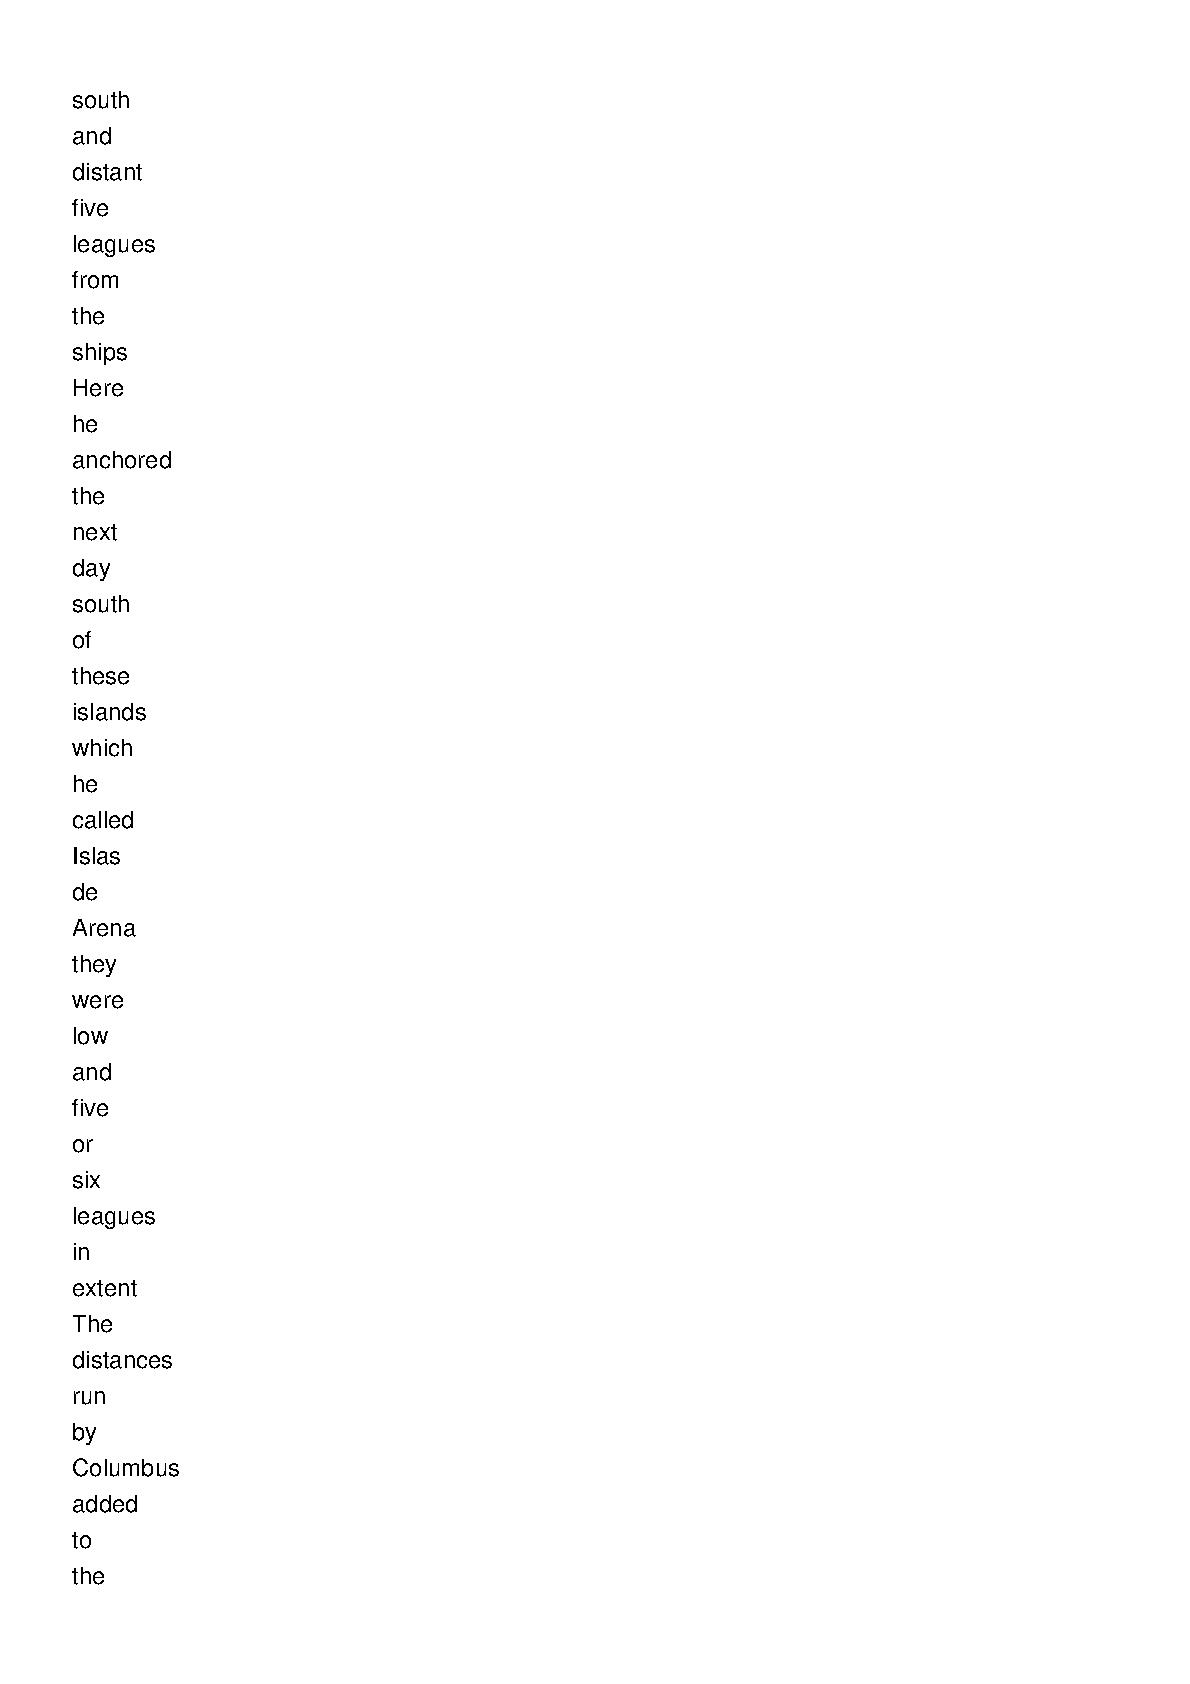 south
and
distant
five
leagues
from
the
ships
Here
he
anchored
the
next
day
south
of
these
islands
which
he
called
Islas
de
Arena
they
were
low
and
five
or
six
leagues
in
extent
The
distances
run
by
Columbus
added
to
the